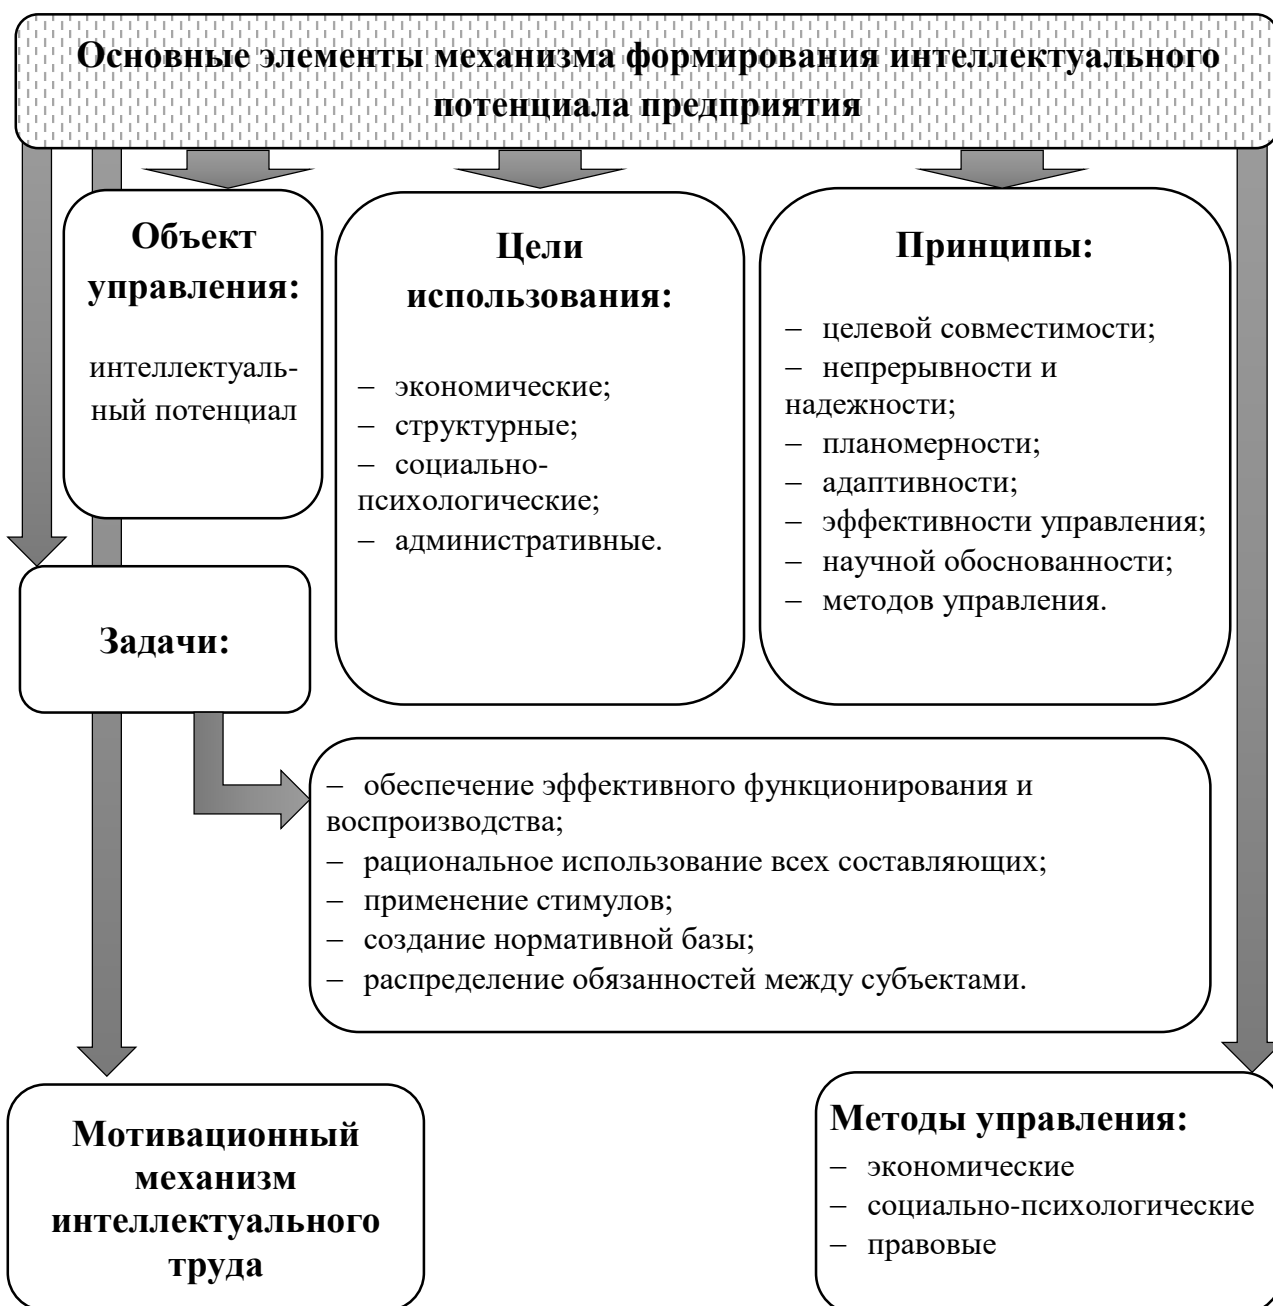 Основные элементы механизма формирования интеллектуального
потенциала предприятия
Объект
управления:
интеллектуаль-
ный потенциал
Цели
использования:
– экономические;
– структурные;
– социально-
психологические;
– административные.
Принципы:
– целевой совместимости;
– непрерывности и
надежности;
– планомерности;
– адаптивности;
– эффективности управления;
– научной обоснованности;
– методов управления.
Задачи:
– обеспечение эффективного функционирования и
воспроизводства;
– рациональное использование всех составляющих;
– применение стимулов;
– создание нормативной базы;
– распределение обязанностей между субъектами.
Мотивационный
механизм
интеллектуального
труда
Методы управления:
– экономические
– социально-психологические
– правовые